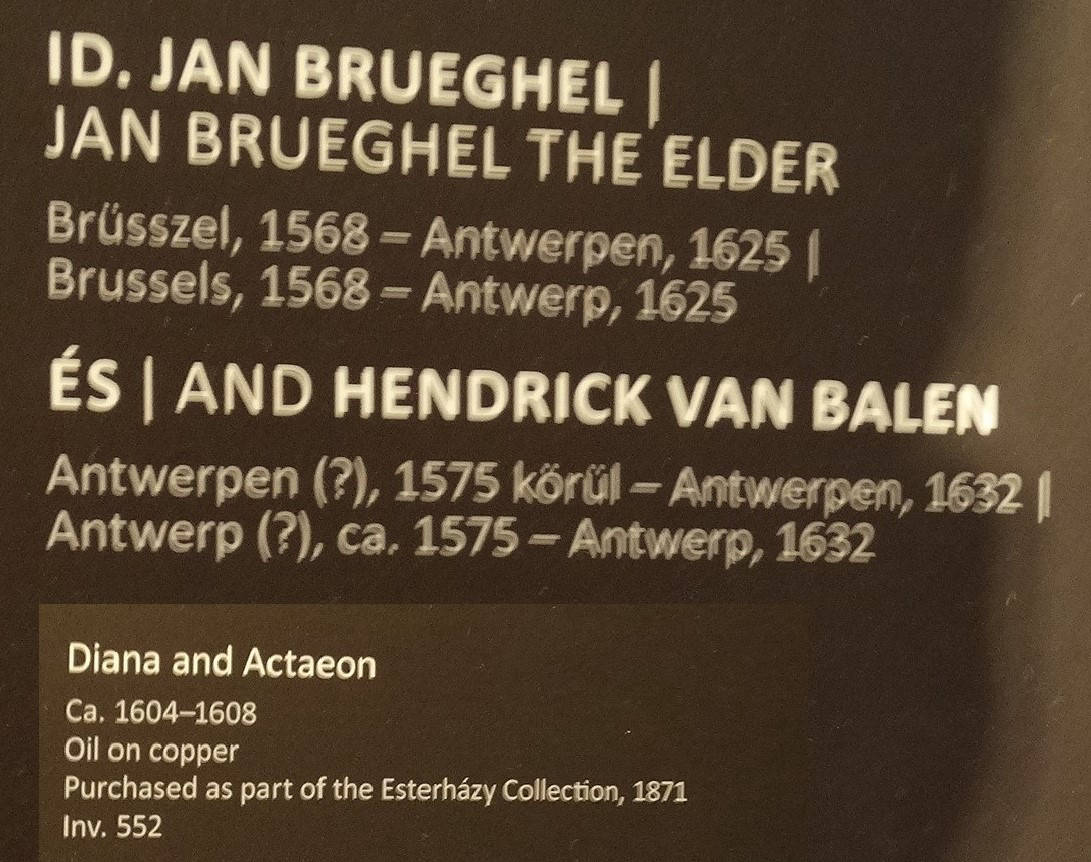 ID. JAN BRUEGHEL |
JAN BRUEGHEL THE ELDER
Brüsszel, 1568 – Antwerpen, 1625 |
Brussels, 1568 – Antwerp, 1625
ÉS | AND HENDRICK VAN BALEN
Antwerpen (?), 1575 körül – Antwerpen, 1632 |
Antwerp (?), ca. 1575 – Antwerp, 1632
Diana and Actaeon
Ca. 1604–1608
Oil on copper
Purchased as part of the Esterházy Collection, 1871
Inv. 552